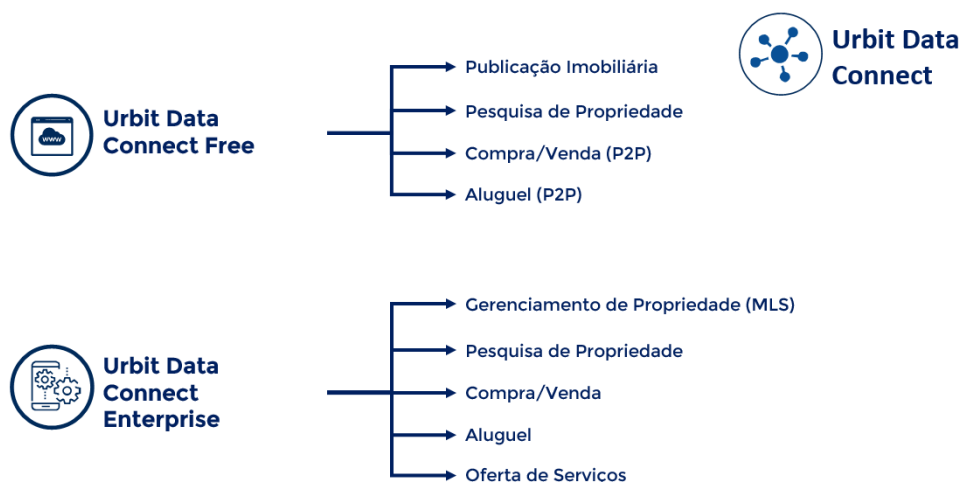 Urbit Data
Connect
Urbit Data
Connect Free
www
Publicação Imobiliária
Pesquisa de Propriedade
Compra/Venda (P2P)
Aluguel (P2P)
Urbit Data
Connect
Enterprise
Gerenciamento de Propriedade (MLS)
Pesquisa de Propriedade
Compra/Venda
Aluguel
Oferta de Servicos